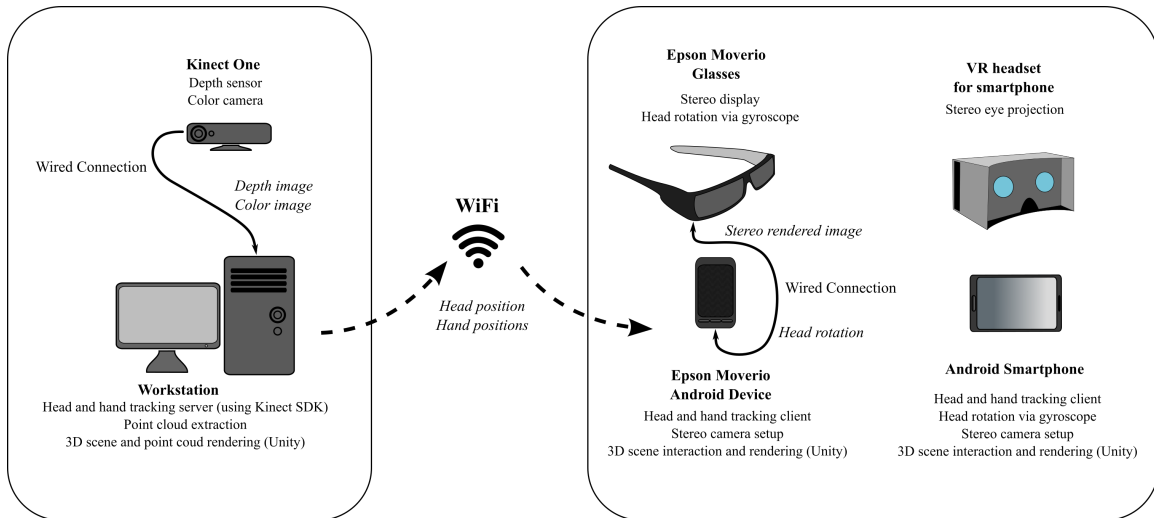 Kinect One
Depth sensor
Color camera
Wired Connection
Depth image
Color image
Workstation
Head and hand tracking server (using Kinect SDK)
Point cloud extraction
3D scene and point coud rendering (Unity)
WiFi
Head position
Hand positions
Epson Moverio
Glasses
Stereo display
Head rotation via gyroscope
Stereo rendered image
Wired Connection
Head rotation
Epson Moverio
Android Device
Head and hand tracking client
Stereo camera setup
3D scene interaction and rendering (Unity)
VR headset
for smartphone
Stereo eye projection
Android Smartphone
Head and hand tracking client
Head rotation via gyroscope
Stereo camera setup
3D scene interaction and rendering (Unity)